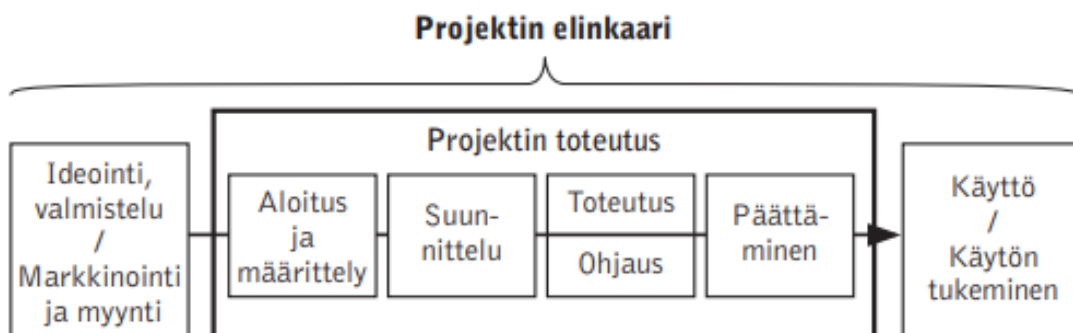 Projektin elinkaari
Projektin toteutus
Ideointi,
valmistelu
/
Markkinointi
ja myynti
Aloitus
ja
määrittely
Suun-
nittelu
Toteutus
Ohjaus
Päättä-
minen
Käyttö
/
Käytön
tukeminen